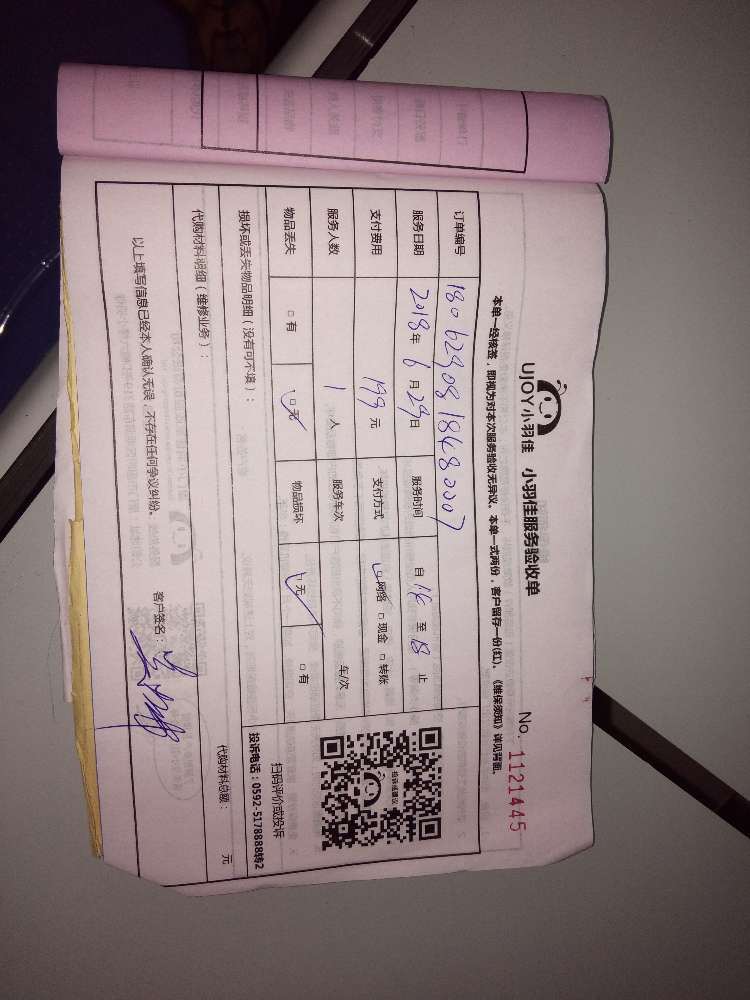 UJOY小羽佳 小羽佳服务验收单 No. 1121445
本单一经核签，即视为对本次服务验收无异议。本单一式两份，客户留存一份(红)。《维保须知》详见背面。
订单编号
服务日期 2018年6月29日 服务时间 自 14 至 18 止
支付费用 199元 支付方式 □网络 □现金 □转账
服务人数 1人 服务车次 车/次
物品丢失 □有 □无 物品损坏 □无 □有
扫码评价或投诉
投诉电话：0592-5178888转2
损坏或丢失物品明细（没有可不填）：
代购材料明细（维修业务）： 代购材料总额： 元
以上填写信息已经本人确认无误，不存在任何争议纠纷。 客户签名：